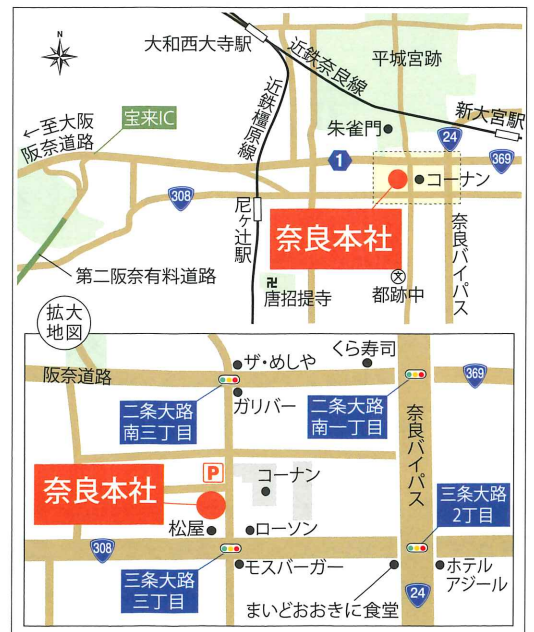 N
大和西大寺駅
近鉄奈良線
平城宮跡
近鉄橿原線
新大宮駅
朱雀門
宝来IC
←至大阪
阪奈道路
24
1
369
コーナン
308
奈良本社
尼ヶ辻駅
奈良バイパス
第二阪奈有料道路
卍
唐招提寺
文
都跡中
拡大
地図
ザ・めしや
くら寿司
阪奈道路
369
ガリバー
二条大路
南三丁目
二条大路
南一丁目
奈良バイパス
P
コーナン
奈良本社
三条大路
2丁目
松屋
ローソン
308
モスバーガー
ホテル
アジール
三条大路
三丁目
24
まいどおおきに食堂